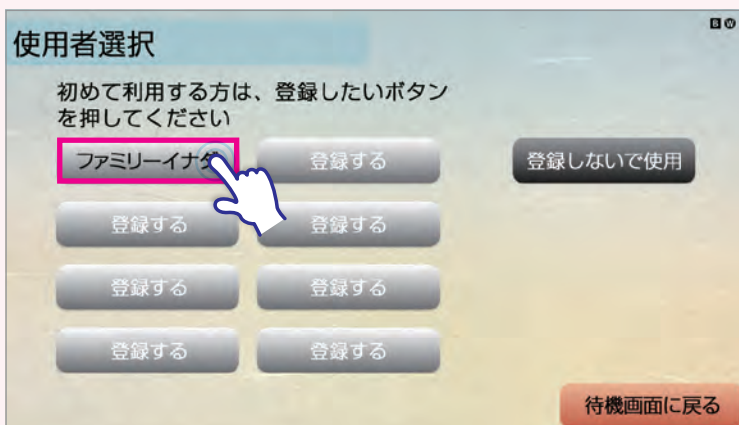 BW
使用者選択
初めて利用する方は、登録したいボタン
を押してください
ファミリーイナダ 登録する 登録しないで使用
登録する 登録する
登録する 登録する
登録する 登録する
待機画面に戻る